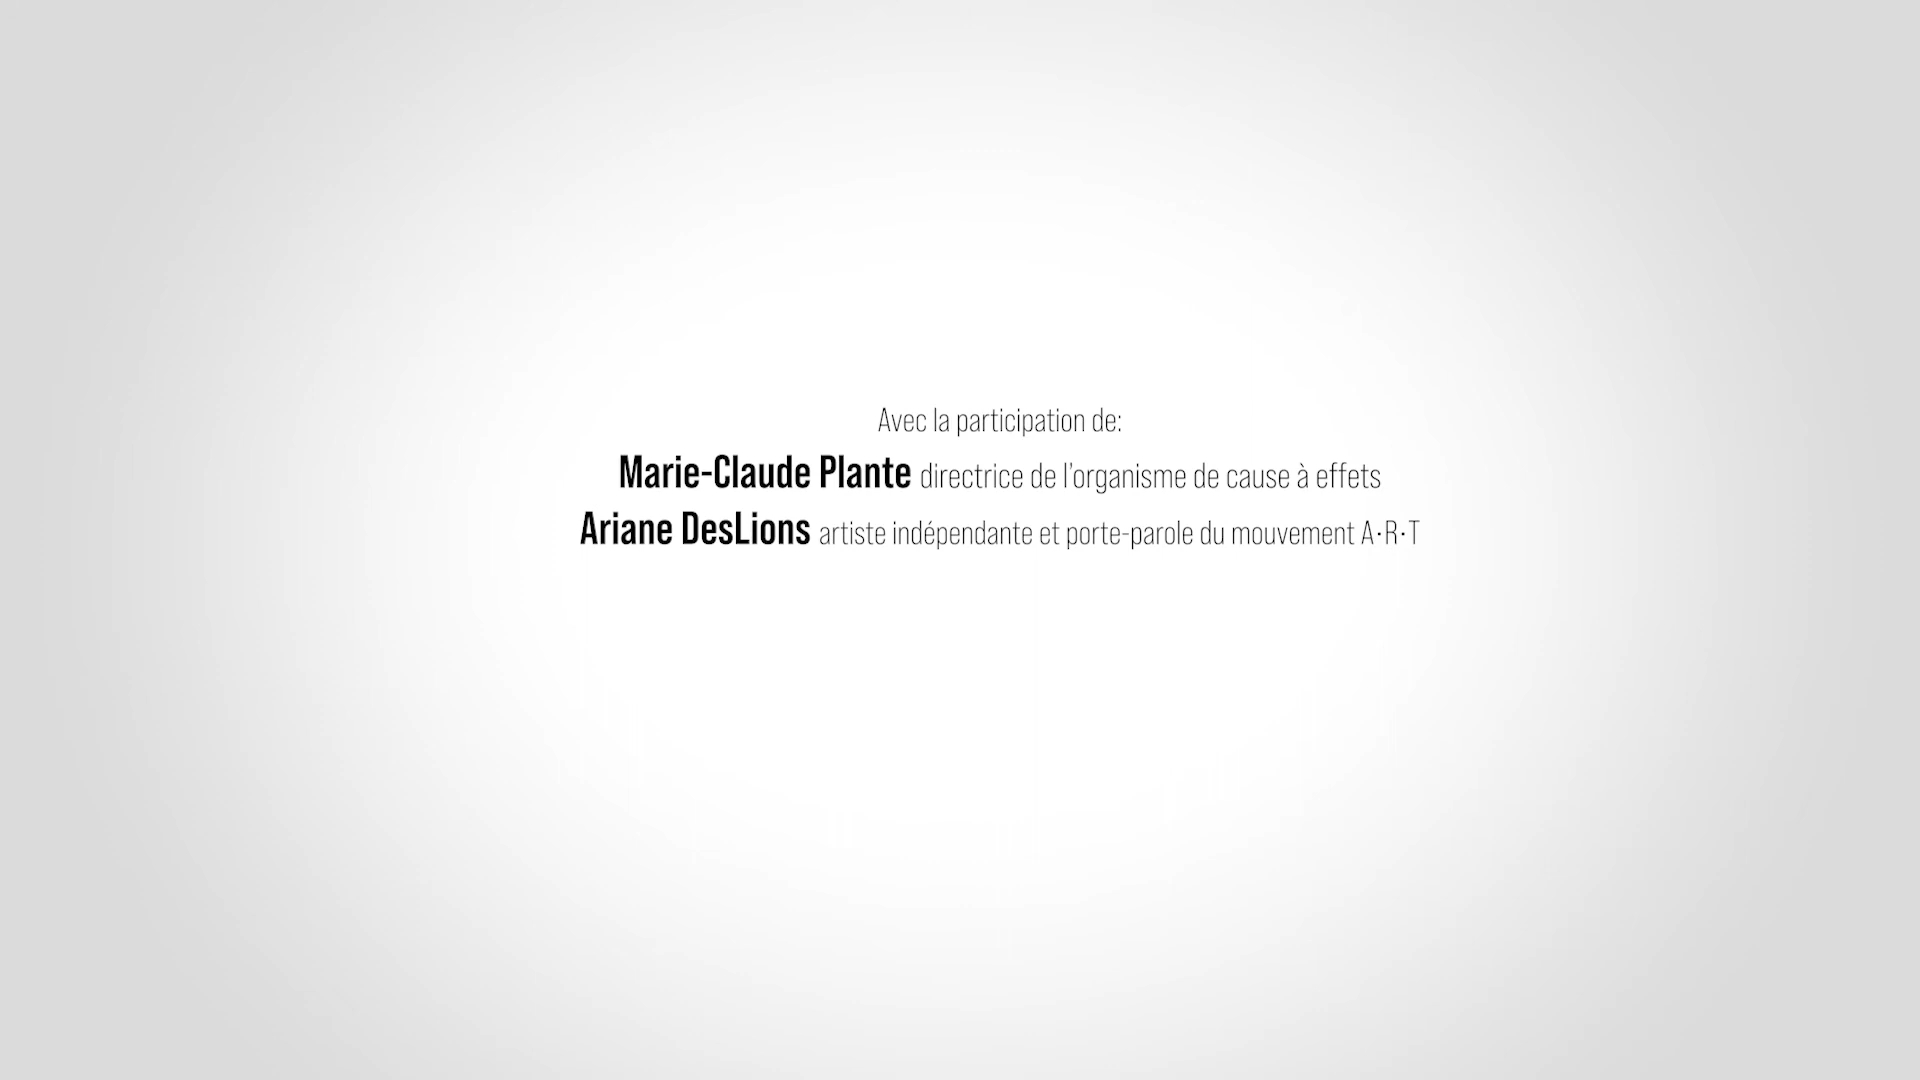 Avec la participation de:
Marie-Claude Plante directrice de l'organisme de cause à effets
Ariane DesLions artiste indépendante et porte-parole du mouvement A·R·T